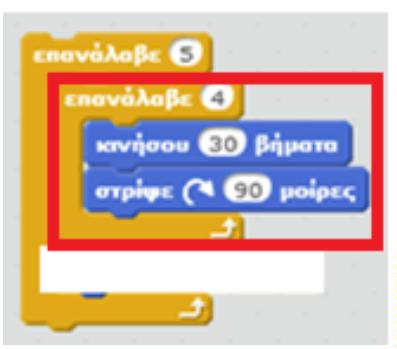 επανάλαβε 5
επανάλαβε 4
κινήσου 30 βήματα
στρίψε 90 μοίρες